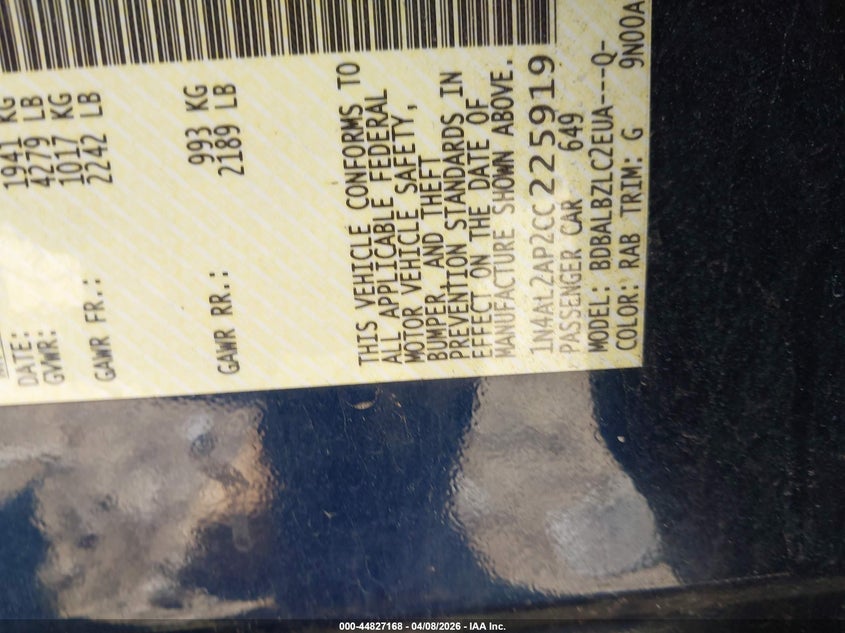 DATE:
GVWR: 1941 KG
4279 LB
GAWR FR.: 1017 KG
2242 LB
GAWR RR.: 993 KG
2189 LB
THIS VEHICLE CONFORMS TO
ALL APPLICABLE FEDERAL
MOTOR VEHICLE SAFETY,
BUMPER, AND THEFT
PREVENTION STANDARDS IN
EFFECT ON THE DATE OF
MANUFACTURE SHOWN ABOVE.
1N4AL2AP2CC225919
PASSENGER CAR 649
MODEL: BDBALBZLC2EUA---Q-
COLOR: RAB TRIM: G 9N00A
000-44827168 - 04/08/2026 - IAA Inc.